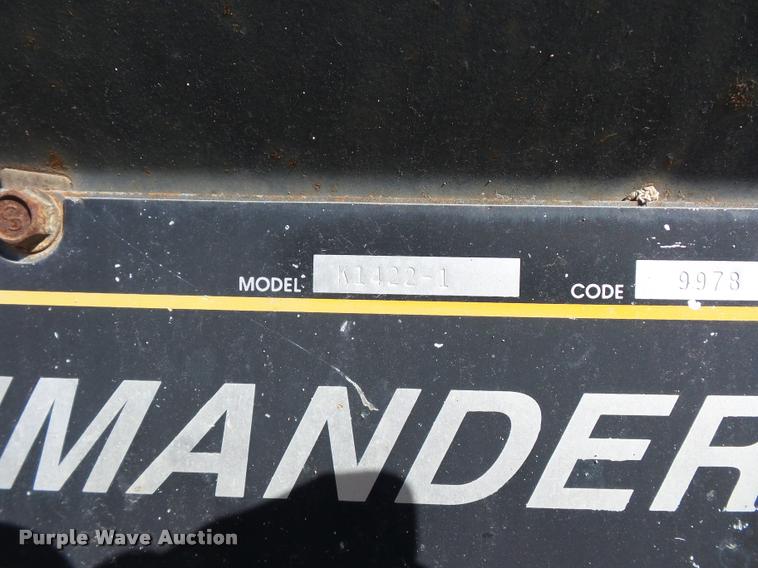 MODEL K1422-1 CODE 9978
MANDER
Purple Wave Auction